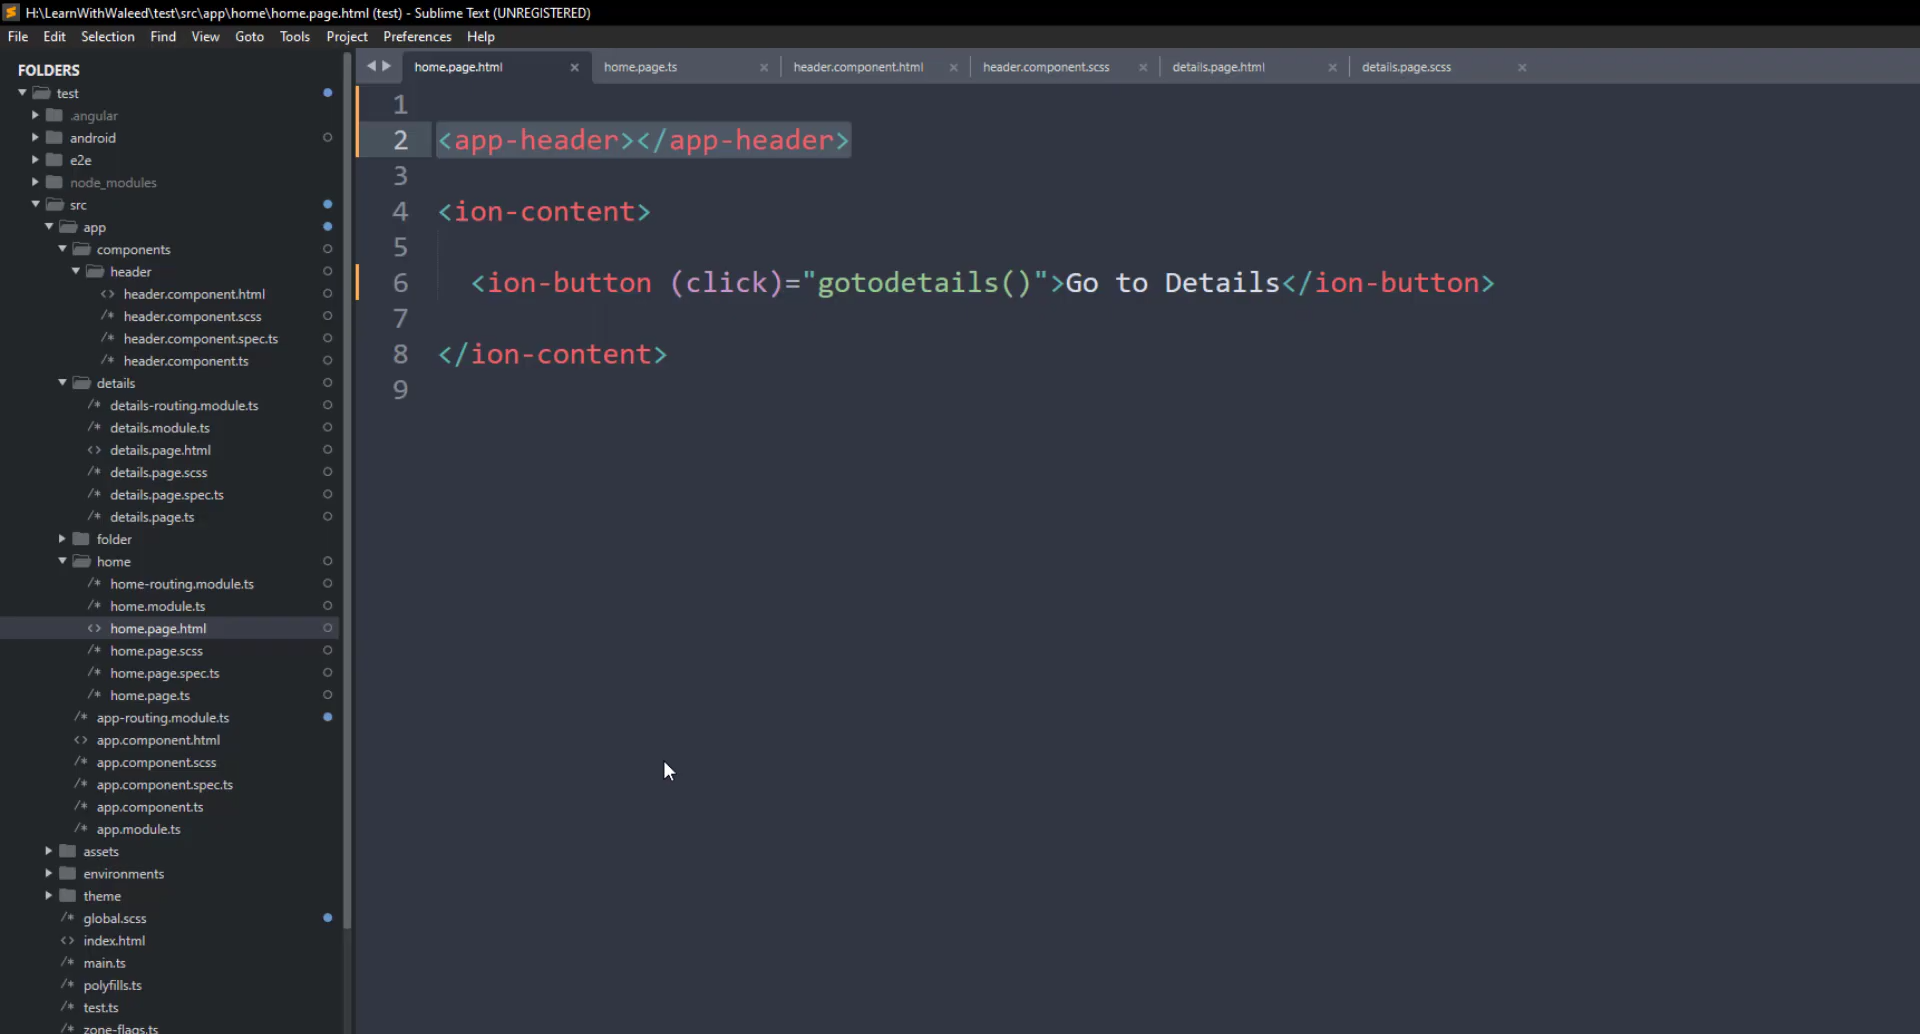 H:\LearnWithWaleed\test\src\app\home\home.page.html (test) - Sublime Text (UNREGISTERED)
File Edit Selection Find View Goto Tools Project Preferences Help
FOLDERS
test
.angular
android
e2e
node_modules
src
app
components
header
header.component.html
header.component.scss
header.component.spec.ts
header.component.ts
details
details-routing.module.ts
details.module.ts
details.page.html
details.page.scss
details.page.spec.ts
details.page.ts
folder
home
home-routing.module.ts
home.module.ts
home.page.html
home.page.scss
home.page.spec.ts
home.page.ts
app-routing.module.ts
app.component.html
app.component.scss
app.component.spec.ts
app.component.ts
app.module.ts
assets
environments
theme
global.scss
index.html
main.ts
polyfills.ts
test.ts
zone-flags.ts
home.page.html home.page.ts header.component.html header.component.scss details.page.html details.page.scss
1
2 <app-header></app-header>
3
4 <ion-content>
5
6 <ion-button (click)="gotodetails()">Go to Details</ion-button>
7
8 </ion-content>
9